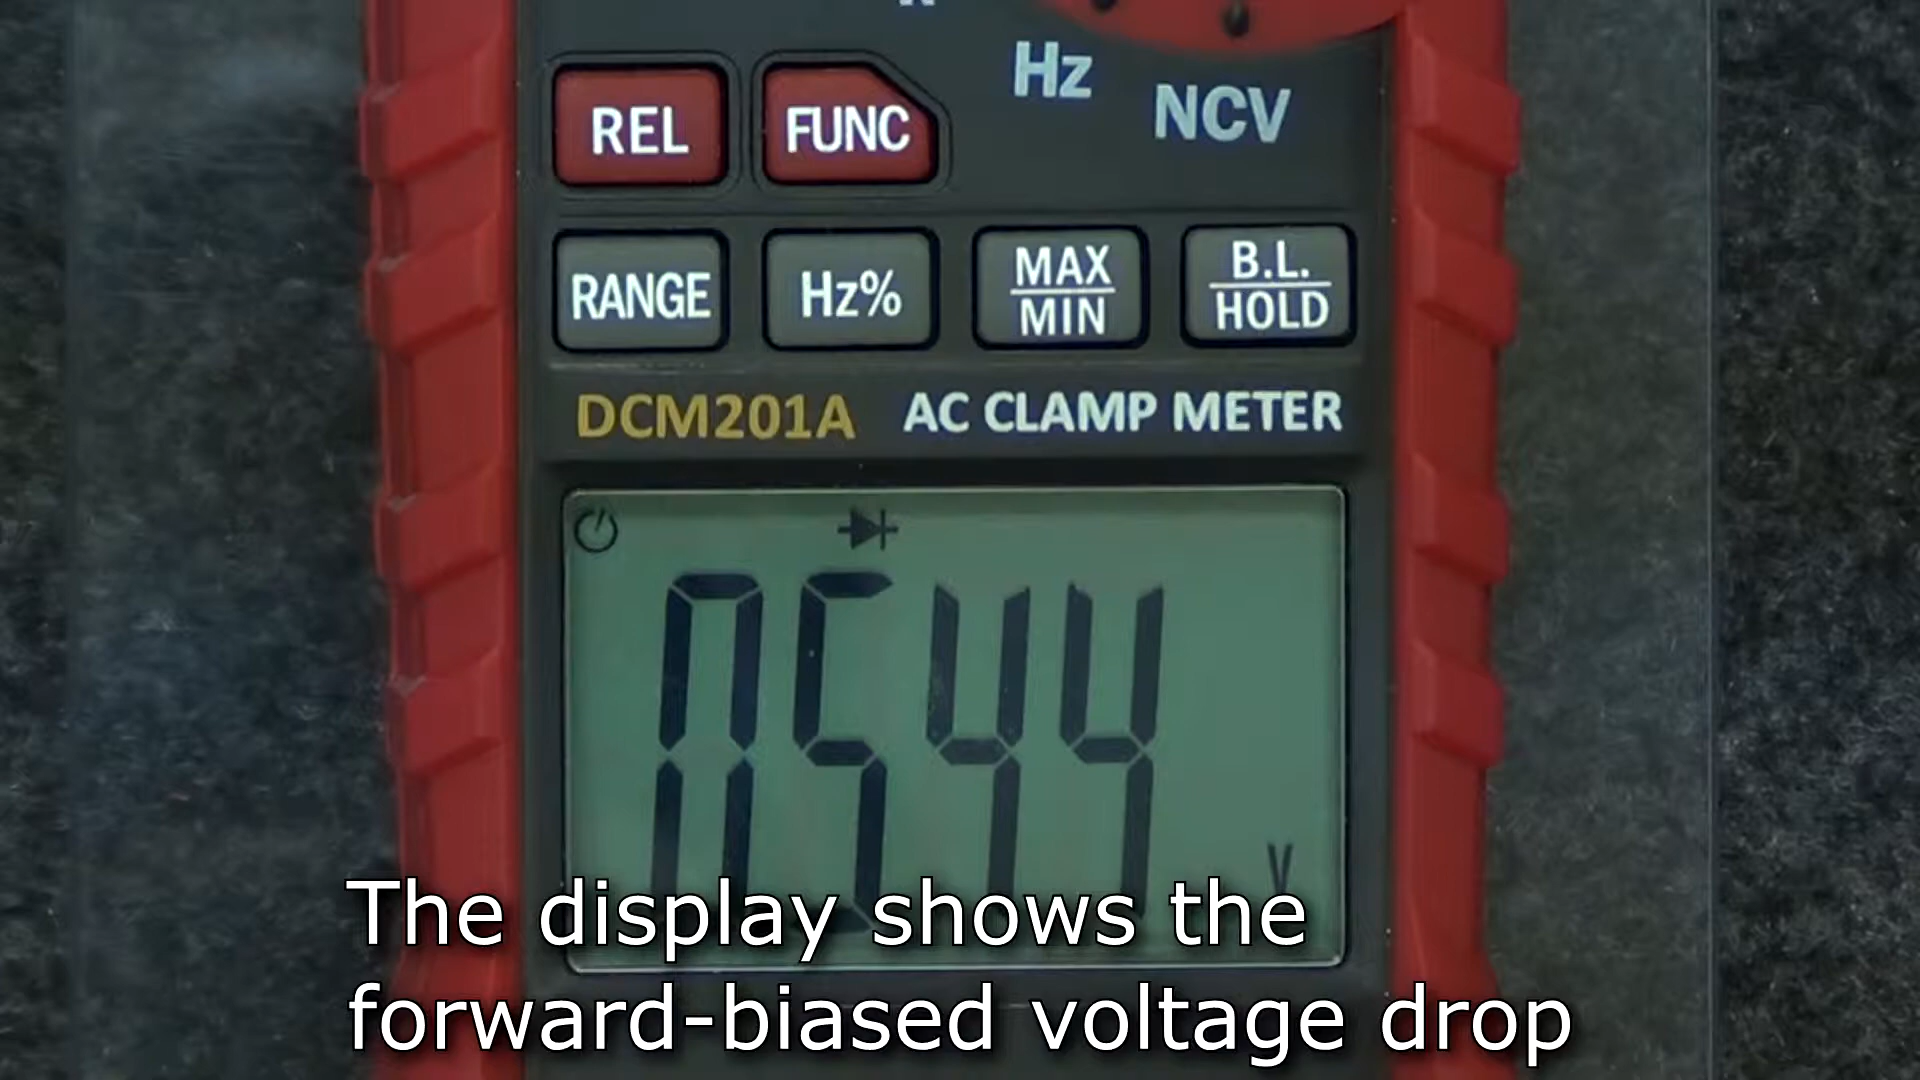 Hz
NCV
REL
FUNC
RANGE
Hz%
MAX
MIN
B.L.
HOLD
DCM201A
AC CLAMP METER
0544
V
The display shows the
forward-biased voltage drop